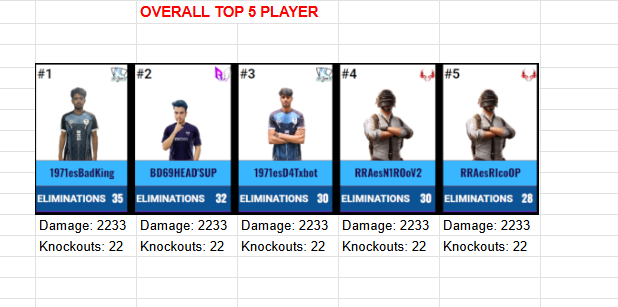 OVERALL TOP 5 PLAYER
#1 #2 #3 #4 #5
1971esBadKing BD69HEAD'SUP 1971esD4Txbot RRAesN1ROoV2 RRAesRIcoOP
ELIMINATIONS 35 ELIMINATIONS 32 ELIMINATIONS 30 ELIMINATIONS 30 ELIMINATIONS 28
Damage: 2233 Damage: 2233 Damage: 2233 Damage: 2233 Damage: 2233
Knockouts: 22 Knockouts: 22 Knockouts: 22 Knockouts: 22 Knockouts: 22